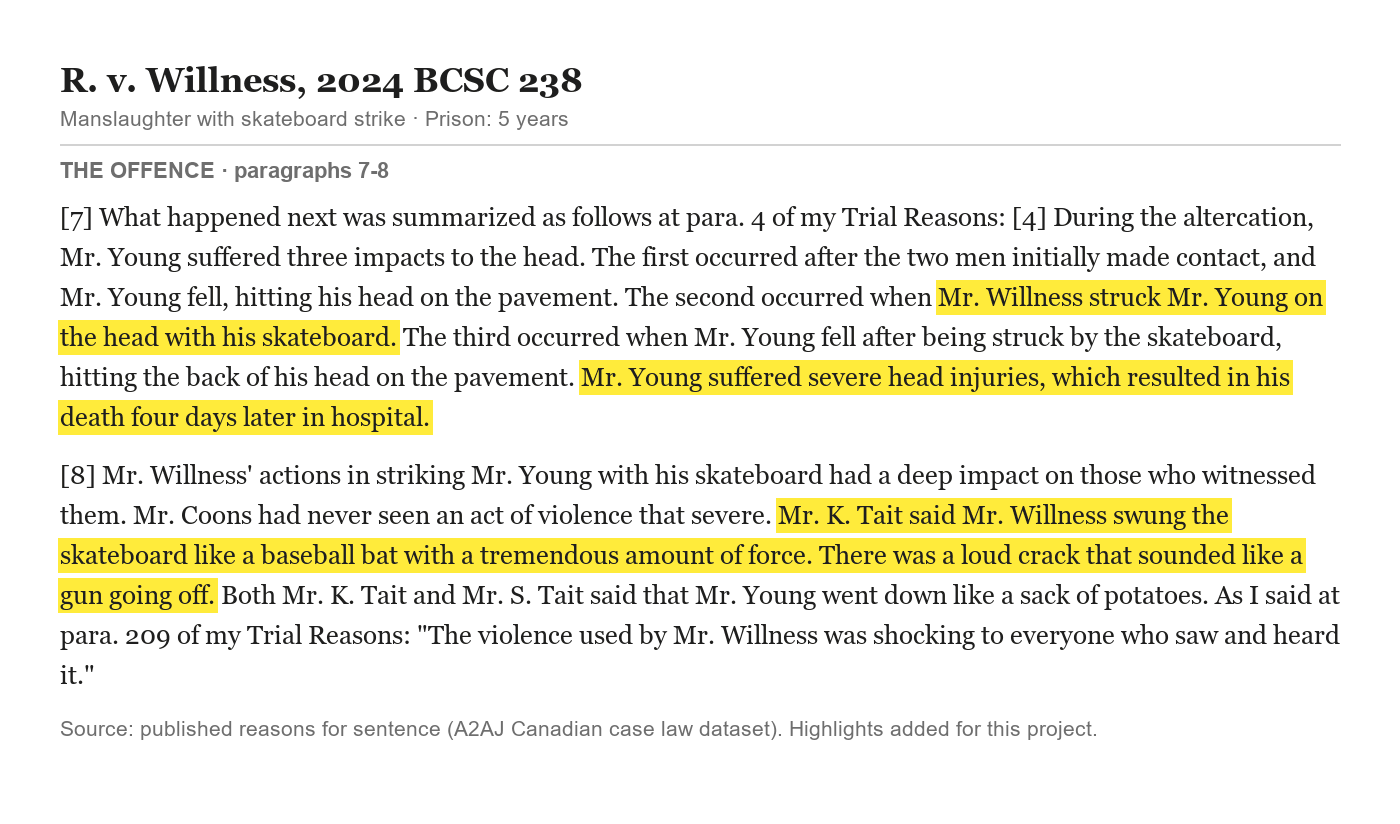 R. v. Willness, 2024 BCSC 238
Manslaughter with skateboard strike · Prison: 5 years
THE OFFENCE · paragraphs 7-8
[7] What happened next was summarized as follows at para. 4 of my Trial Reasons: [4] During the altercation,
Mr. Young suffered three impacts to the head. The first occurred after the two men initially made contact, and
Mr. Young fell, hitting his head on the pavement. The second occurred when Mr. Willness struck Mr. Young on
the head with his skateboard. The third occurred when Mr. Young fell after being struck by the skateboard,
hitting the back of his head on the pavement. Mr. Young suffered severe head injuries, which resulted in his
death four days later in hospital.
[8] Mr. Willness' actions in striking Mr. Young with his skateboard had a deep impact on those who witnessed
them. Mr. Coons had never seen an act of violence that severe. Mr. K. Tait said Mr. Willness swung the
skateboard like a baseball bat with a tremendous amount of force. There was a loud crack that sounded like a
gun going off. Both Mr. K. Tait and Mr. S. Tait said that Mr. Young went down like a sack of potatoes. As I said at
para. 209 of my Trial Reasons: "The violence used by Mr. Willness was shocking to everyone who saw and heard
it."
Source: published reasons for sentence (A2AJ Canadian case law dataset). Highlights added for this project.